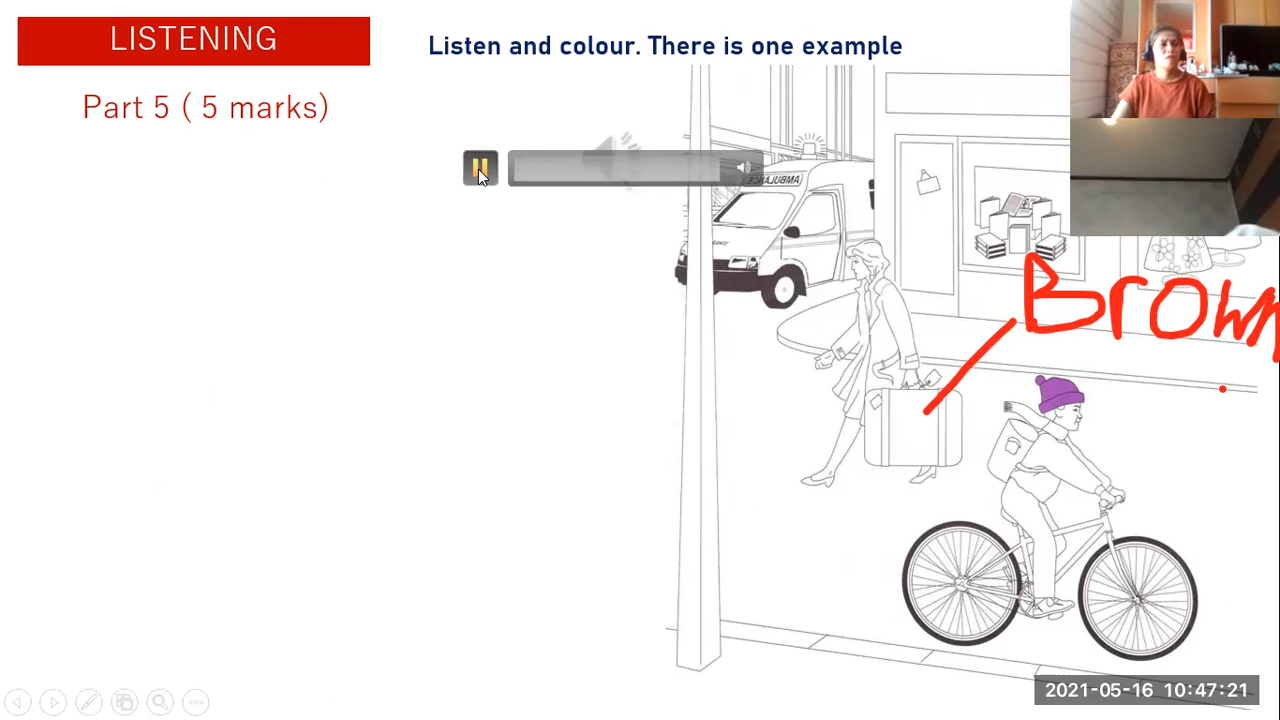 LISTENING
Listen and colour. There is one example
Part 5 ( 5 marks)
AMBULANCE
Brown
2021-05-16 10:47:21